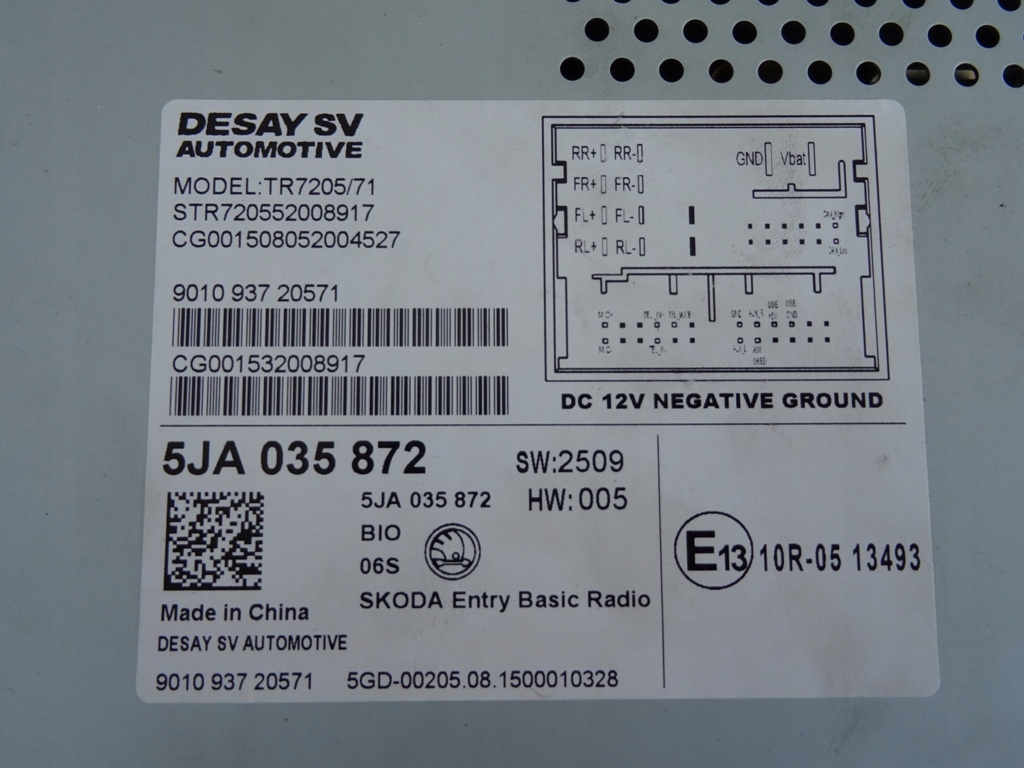 DESAY SV
AUTOMOTIVE
MODEL:TR7205/71
STR720552008917
CG001508052004527
9010 937 20571
CG001532008917
RR+ RR-
GND Vbat
FR+ FR-
FL+ FL-
RL+ RL-
DC 12V NEGATIVE GROUND
5JA 035 872
SW:2509
HW:005
5JA 035 872
BIO
06S
SKODA Entry Basic Radio
E13 10R-05 13493
Made in China
DESAY SV AUTOMOTIVE
9010 937 20571 5GD-00205.08.1500010328